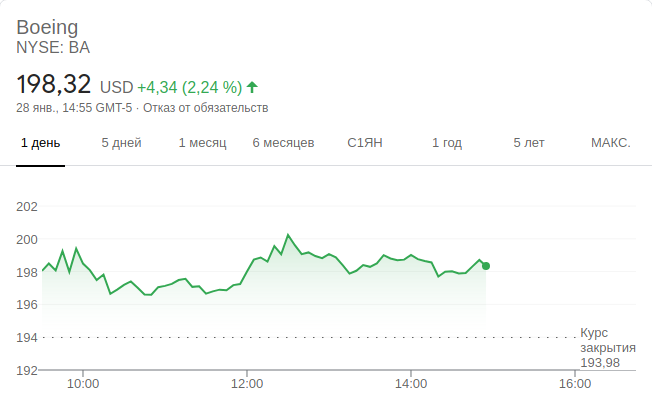 Boeing
NYSE: BA
198,32 USD +4,34 (2,24 %)
28 янв., 14:55 GMT-5 · Отказ от обязательств
1 день 5 дней 1 месяц 6 месяцев С1ЯН 1 год 5 лет МАКС.
202
200
198
196
194
192
Курс
закрытия
193,98
10:00 12:00 14:00 16:00